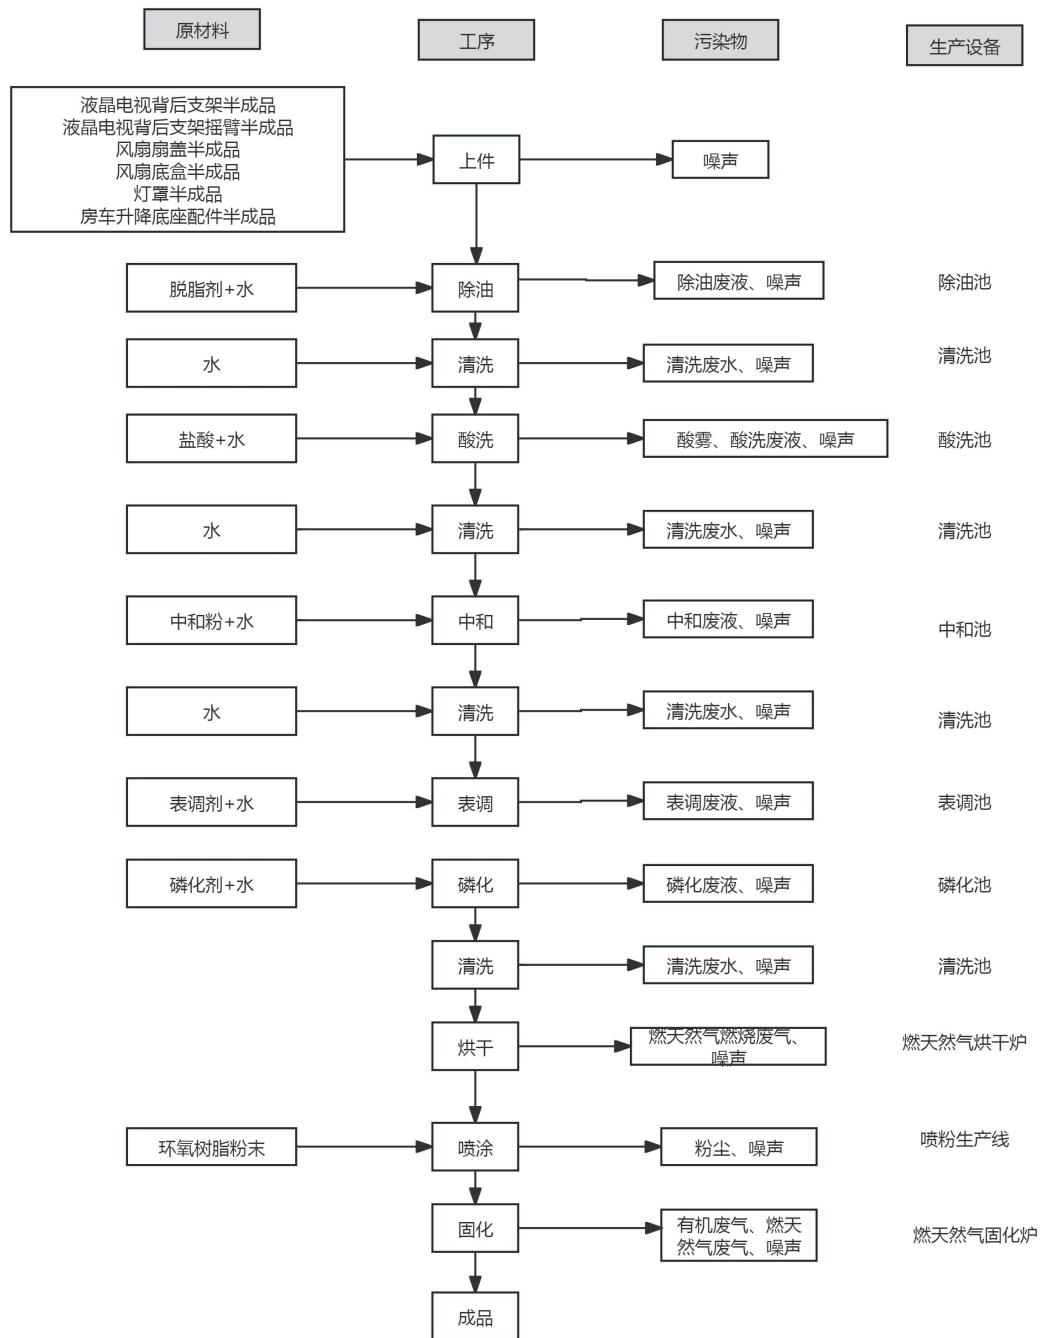 原材料
工序
污染物
生产设备
液晶电视背后支架半成品
液晶电视背后支架摇臂半成品
风扇扇盖半成品
风扇底盒半成品
灯罩半成品
房车升降底座配件半成品
上件
噪声
脱脂剂+水
除油
除油废液、噪声
除油池
水
清洗
清洗废水、噪声
清洗池
盐酸+水
酸洗
酸雾、酸洗废液、噪声
酸洗池
水
清洗
清洗废水、噪声
清洗池
中和粉+水
中和
中和废液、噪声
中和池
水
清洗
清洗废水、噪声
清洗池
表调剂+水
表调
表调废液、噪声
表调池
磷化剂+水
磷化
磷化废液、噪声
磷化池
清洗
清洗废水、噪声
清洗池
烘干
燃天然气燃烧废气、
噪声
燃天然气烘干炉
环氧树脂粉末
喷涂
粉尘、噪声
喷粉生产线
固化
有机废气、燃天
然气废气、噪声
燃天然气固化炉
成品